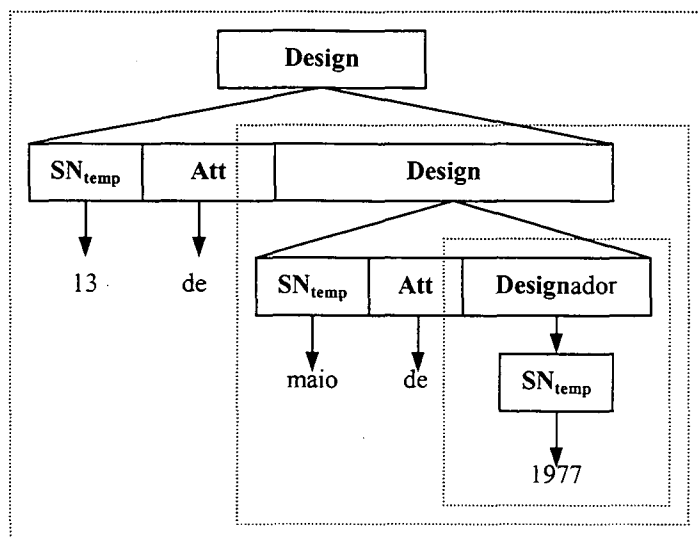 Design
SNtemp Att Design
13 de
SNtemp Att Designador
maio de
SNtemp
1977